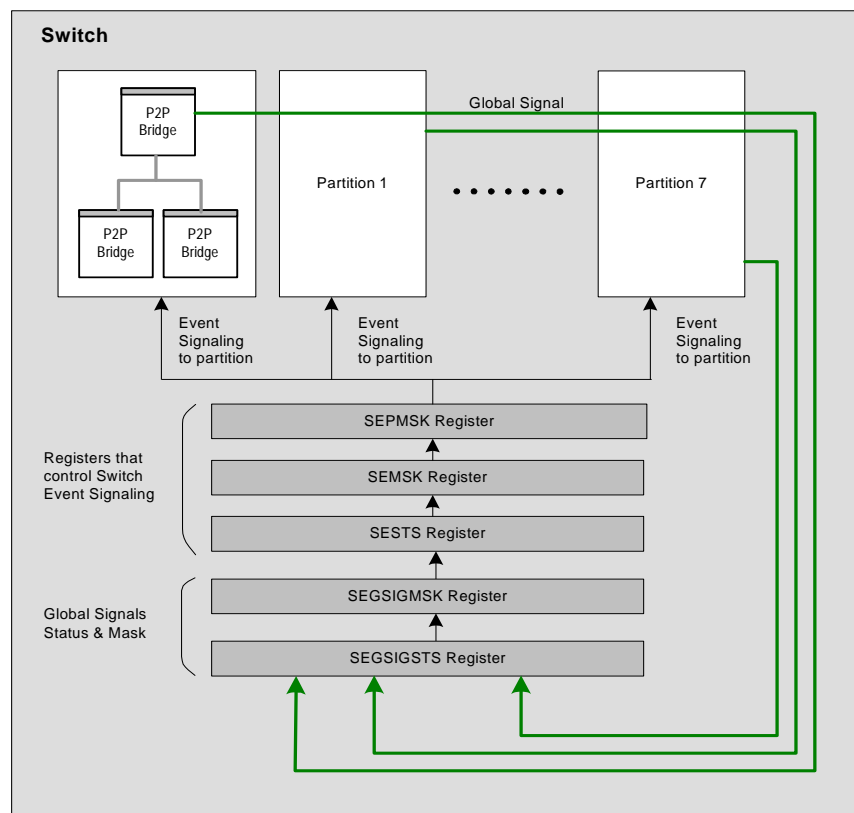 Switch
P2P
Bridge
P2P
Bridge
P2P
Bridge
Global Signal
Partition 1
Partition 7
Event
Signaling
to partition
Event
Signaling
to partition
Event
Signaling
to partition
Registers that
control Switch
Event Signaling
SEPMSK Register
SEMSK Register
SESTS Register
Global Signals
Status & Mask
SEGSIGMSK Register
SEGSIGSTS Register